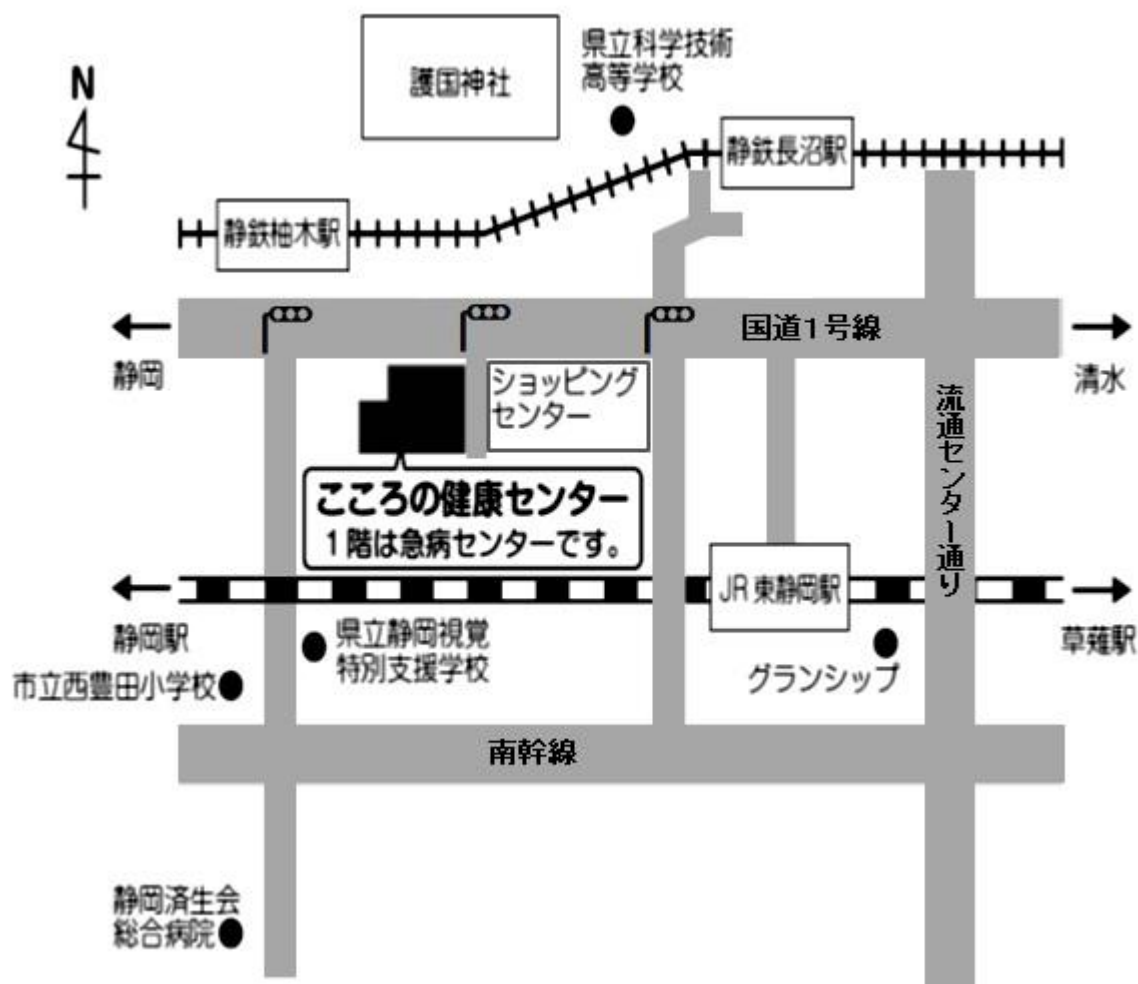 県立科学技術
高等学校
護国神社
N
静鉄長沼駅
静鉄柚木駅
国道1号線
静岡
清水
ショッピング
センター
流通センター通り
こころの健康センター
1階は急病センターです。
JR東静岡駅
静岡駅
草薙駅
県立静岡視覚
特別支援学校
グランシップ
市立西豊田小学校
南幹線
静岡済生会
総合病院